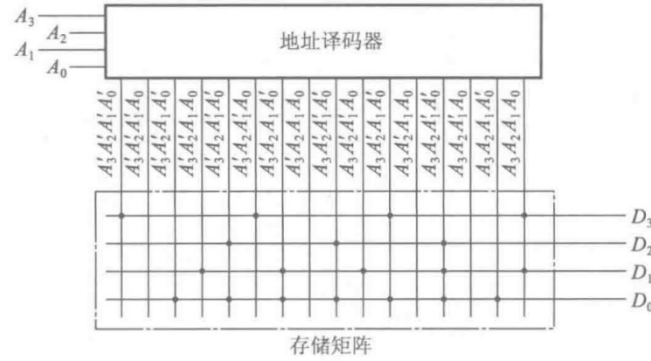 A₃
A₂
A₁
A₀
地址译码器
A₃′A₂′A₁′A₀′
A₃′A₂′A₁′A₀
A₃′A₂′A₁A₀′
A₃′A₂′A₁A₀
A₃′A₂A₁′A₀′
A₃′A₂A₁′A₀
A₃′A₂A₁A₀′
A₃′A₂A₁A₀
A₃A₂′A₁′A₀′
A₃A₂′A₁′A₀
A₃A₂′A₁A₀′
A₃A₂′A₁A₀
A₃A₂A₁′A₀′
A₃A₂A₁′A₀
A₃A₂A₁A₀′
A₃A₂A₁A₀
D₃
D₂
D₁
D₀
存储矩阵